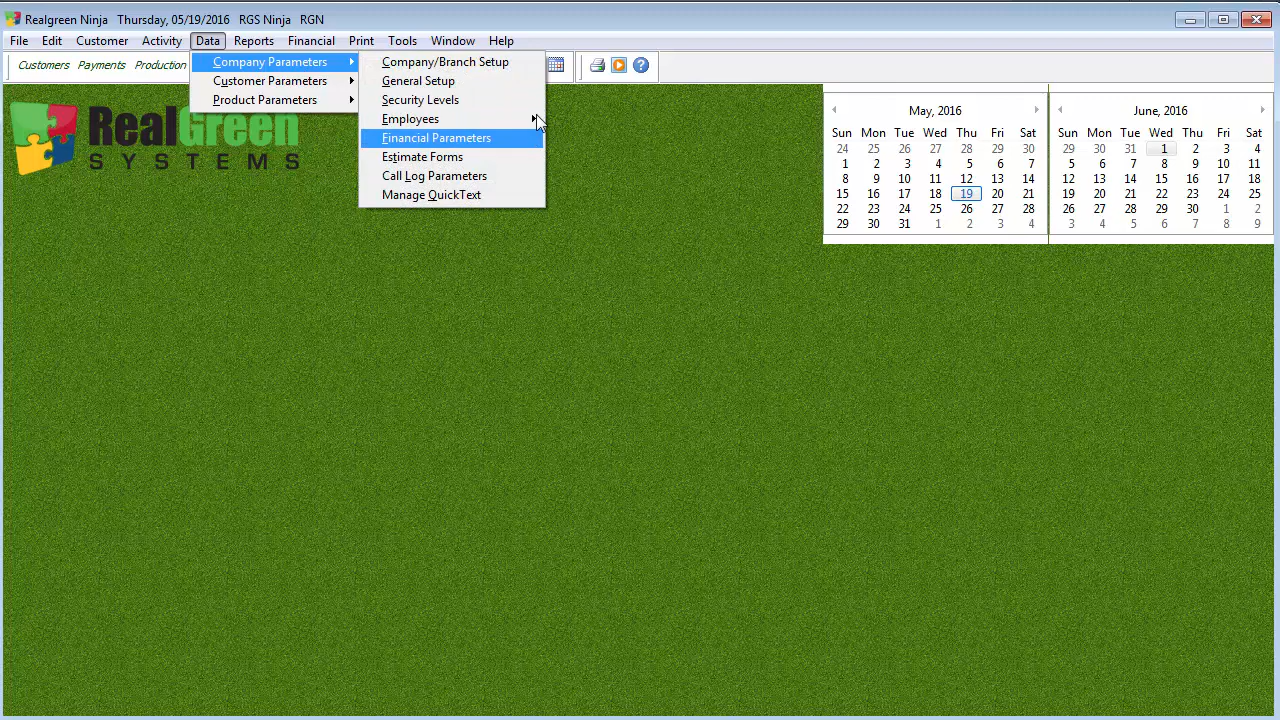 Realgreen Ninja Thursday, 05/19/2016 RGS Ninja RGN
File Edit Customer Activity Data Reports Financial Print Tools Window Help
Customers Payments Production
Company Parameters
Customer Parameters
Product Parameters
Company/Branch Setup
General Setup
Security Levels
Employees
Financial Parameters
Estimate Forms
Call Log Parameters
Manage QuickText
RealGreen
SYSTEMS
May, 2016
Sun Mon Tue Wed Thu Fri Sat
24 25 26 27 28 29 30
1 2 3 4 5 6 7
8 9 10 11 12 13 14
15 16 17 18 19 20 21
22 23 24 25 26 27 28
29 30 31 1 2 3 4
June, 2016
Sun Mon Tue Wed Thu Fri Sat
29 30 31 1 2 3 4
5 6 7 8 9 10 11
12 13 14 15 16 17 18
19 20 21 22 23 24 25
26 27 28 29 30 1 2
3 4 5 6 7 8 9